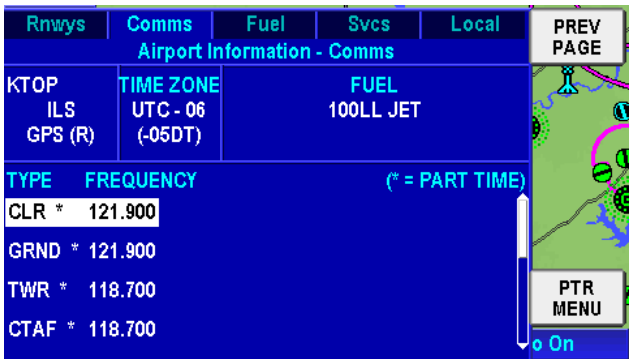 Rnwys Comms Fuel Svcs Local
PREV
PAGE
Airport Information - Comms
KTOP TIME ZONE FUEL
ILS UTC - 06 100LL JET
GPS (R) (-05DT)
TYPE FREQUENCY (* = PART TIME)
CLR * 121.900
GRND * 121.900
TWR * 118.700
CTAF * 118.700
PTR
MENU
o On